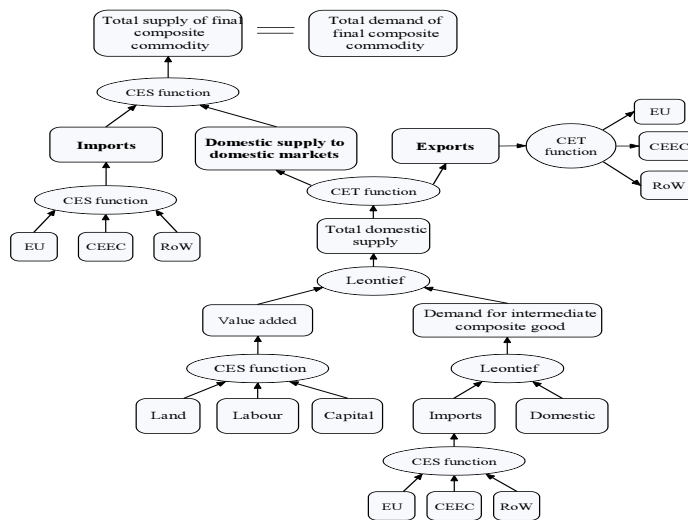 Total supply of final
composite
commodity
Total demand of
final composite
commodity
CES function
Imports
Domestic supply to
domestic markets
Exports
CET
function
EU
CEEC
RoW
CES function
CET function
EU
CEEC
RoW
Total domestic
supply
Leontief
Value added
Demand for intermediate
composite good
CES function
Leontief
Land
Labour
Capital
Imports
Domestic
CES function
EU
CEEC
RoW